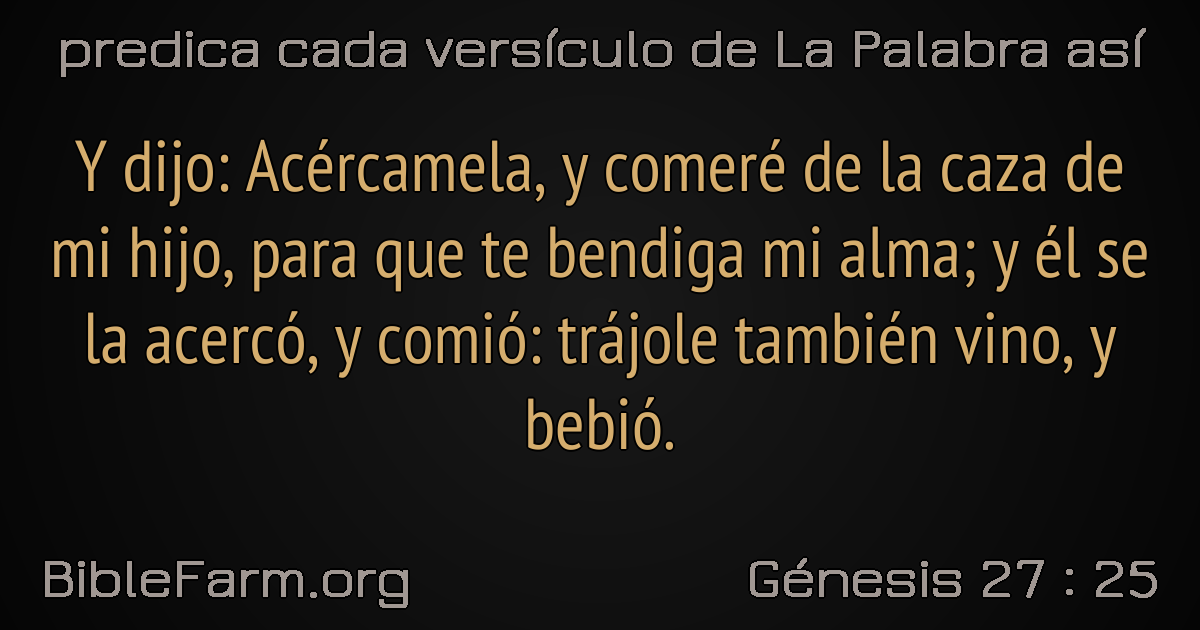 predica cada versículo de La Palabra así
Y dijo: Acércamela, y comeré de la caza de
mi hijo, para que te bendiga mi alma; y él se
la acercó, y comió: trájole también vino, y
bebió.
BibleFarm.org
Génesis 27 : 25